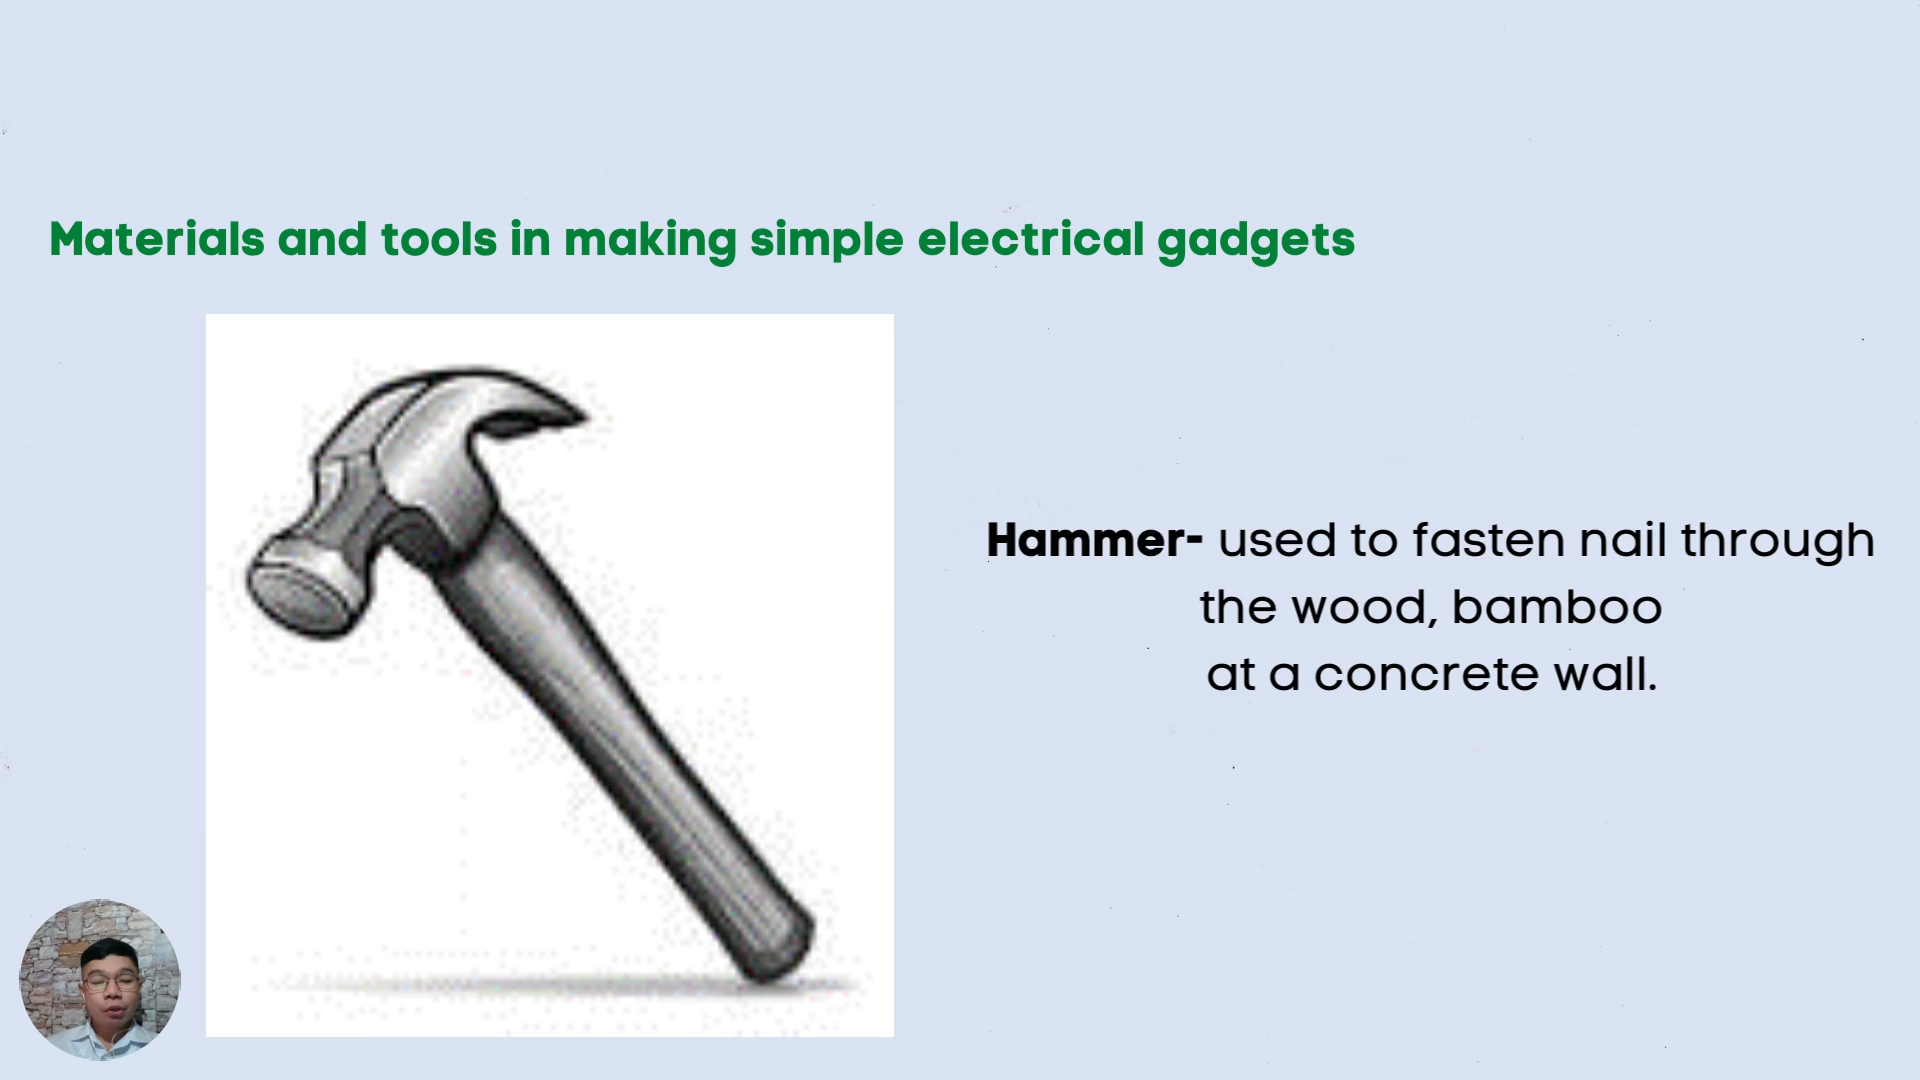 Materials and tools in making simple electrical gadgets
Hammer- used to fasten nail through
the wood, bamboo
at a concrete wall.